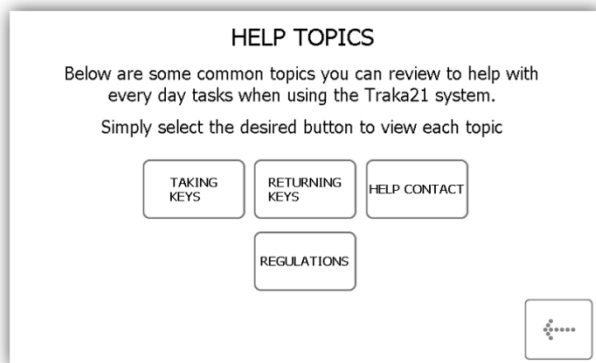 HELP TOPICS
Below are some common topics you can review to help with
every day tasks when using the Traka21 system.
Simply select the desired button to view each topic
TAKING
KEYS
RETURNING
KEYS
HELP CONTACT
REGULATIONS